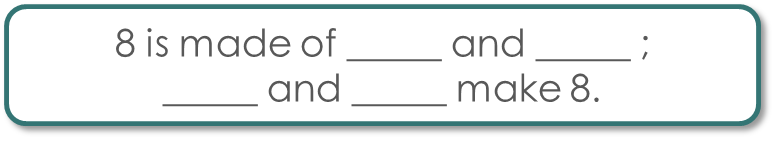 8 is made of _____ and _____ ;
_____ and _____ make 8.